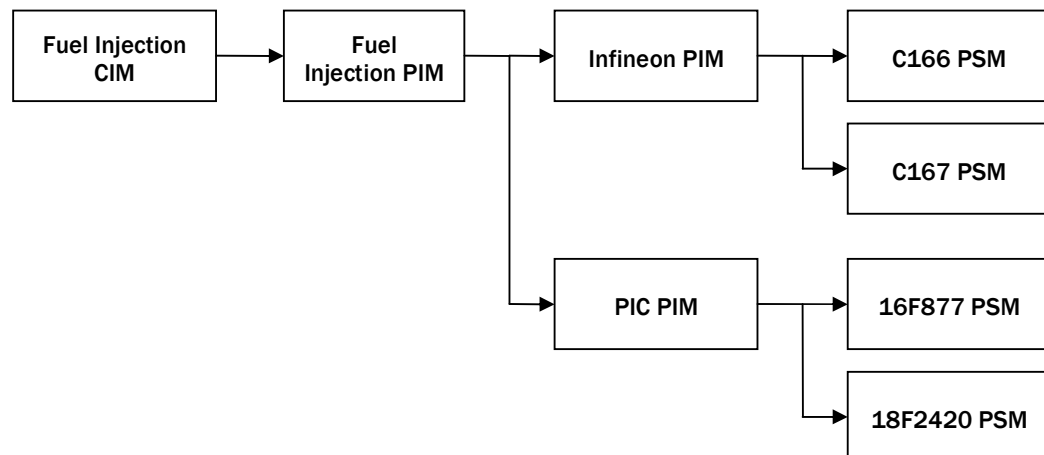 Fuel Injection
CIM
Fuel
Injection PIM
Infineon PIM
C166 PSM
C167 PSM
PIC PIM
16F877 PSM
18F2420 PSM